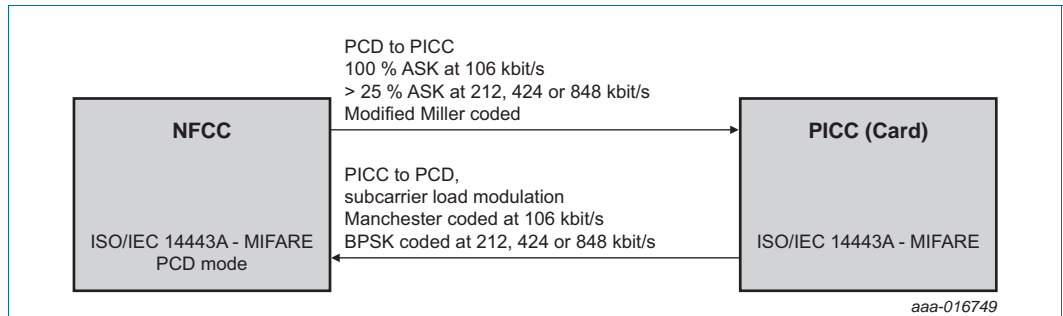 PCD to PICC
100 % ASK at 106 kbit/s
> 25 % ASK at 212, 424 or 848 kbit/s
Modified Miller coded
NFCC
PICC (Card)
PICC to PCD,
subcarrier load modulation
Manchester coded at 106 kbit/s
BPSK coded at 212, 424 or 848 kbit/s
ISO/IEC 14443A - MIFARE
PCD mode
ISO/IEC 14443A - MIFARE
aaa-016749